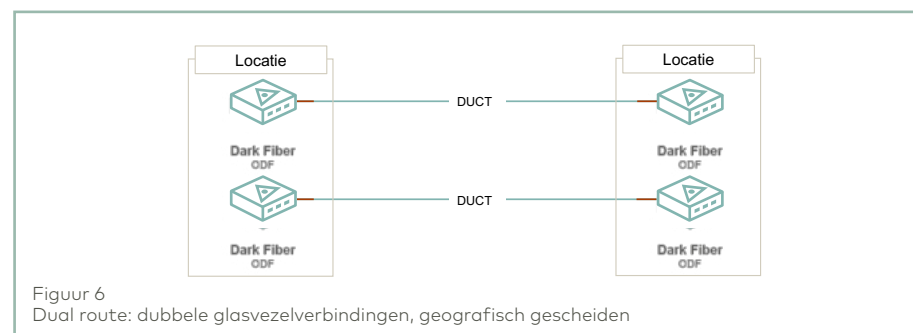 Locatie
Locatie
DUCT
Dark Fiber
ODF
Dark Fiber
ODF
DUCT
Dark Fiber
ODF
Dark Fiber
ODF
Figuur 6
Dual route: dubbele glasvezelverbindingen, geografisch gescheiden